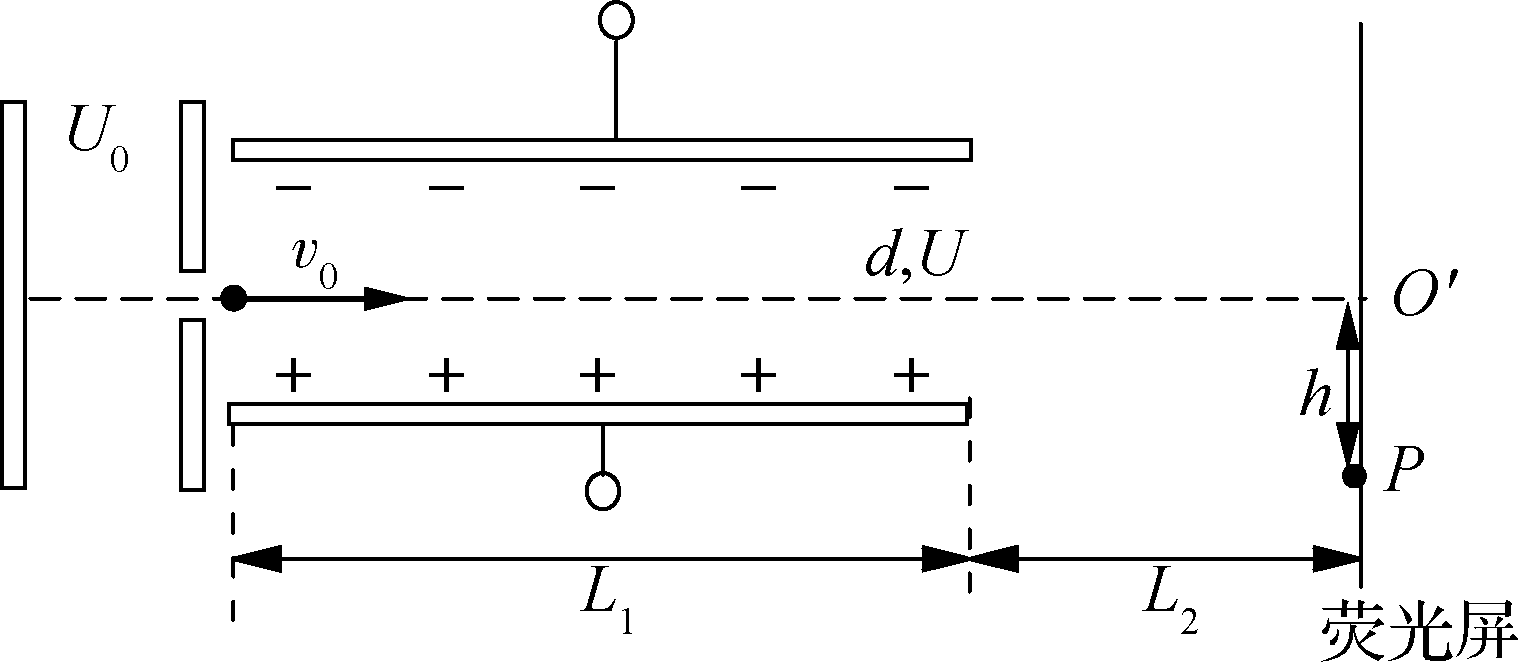 U₀
− − − − −
v₀
d,U
O′
+ + + + +
h
P
L₁
L₂
荧光屏